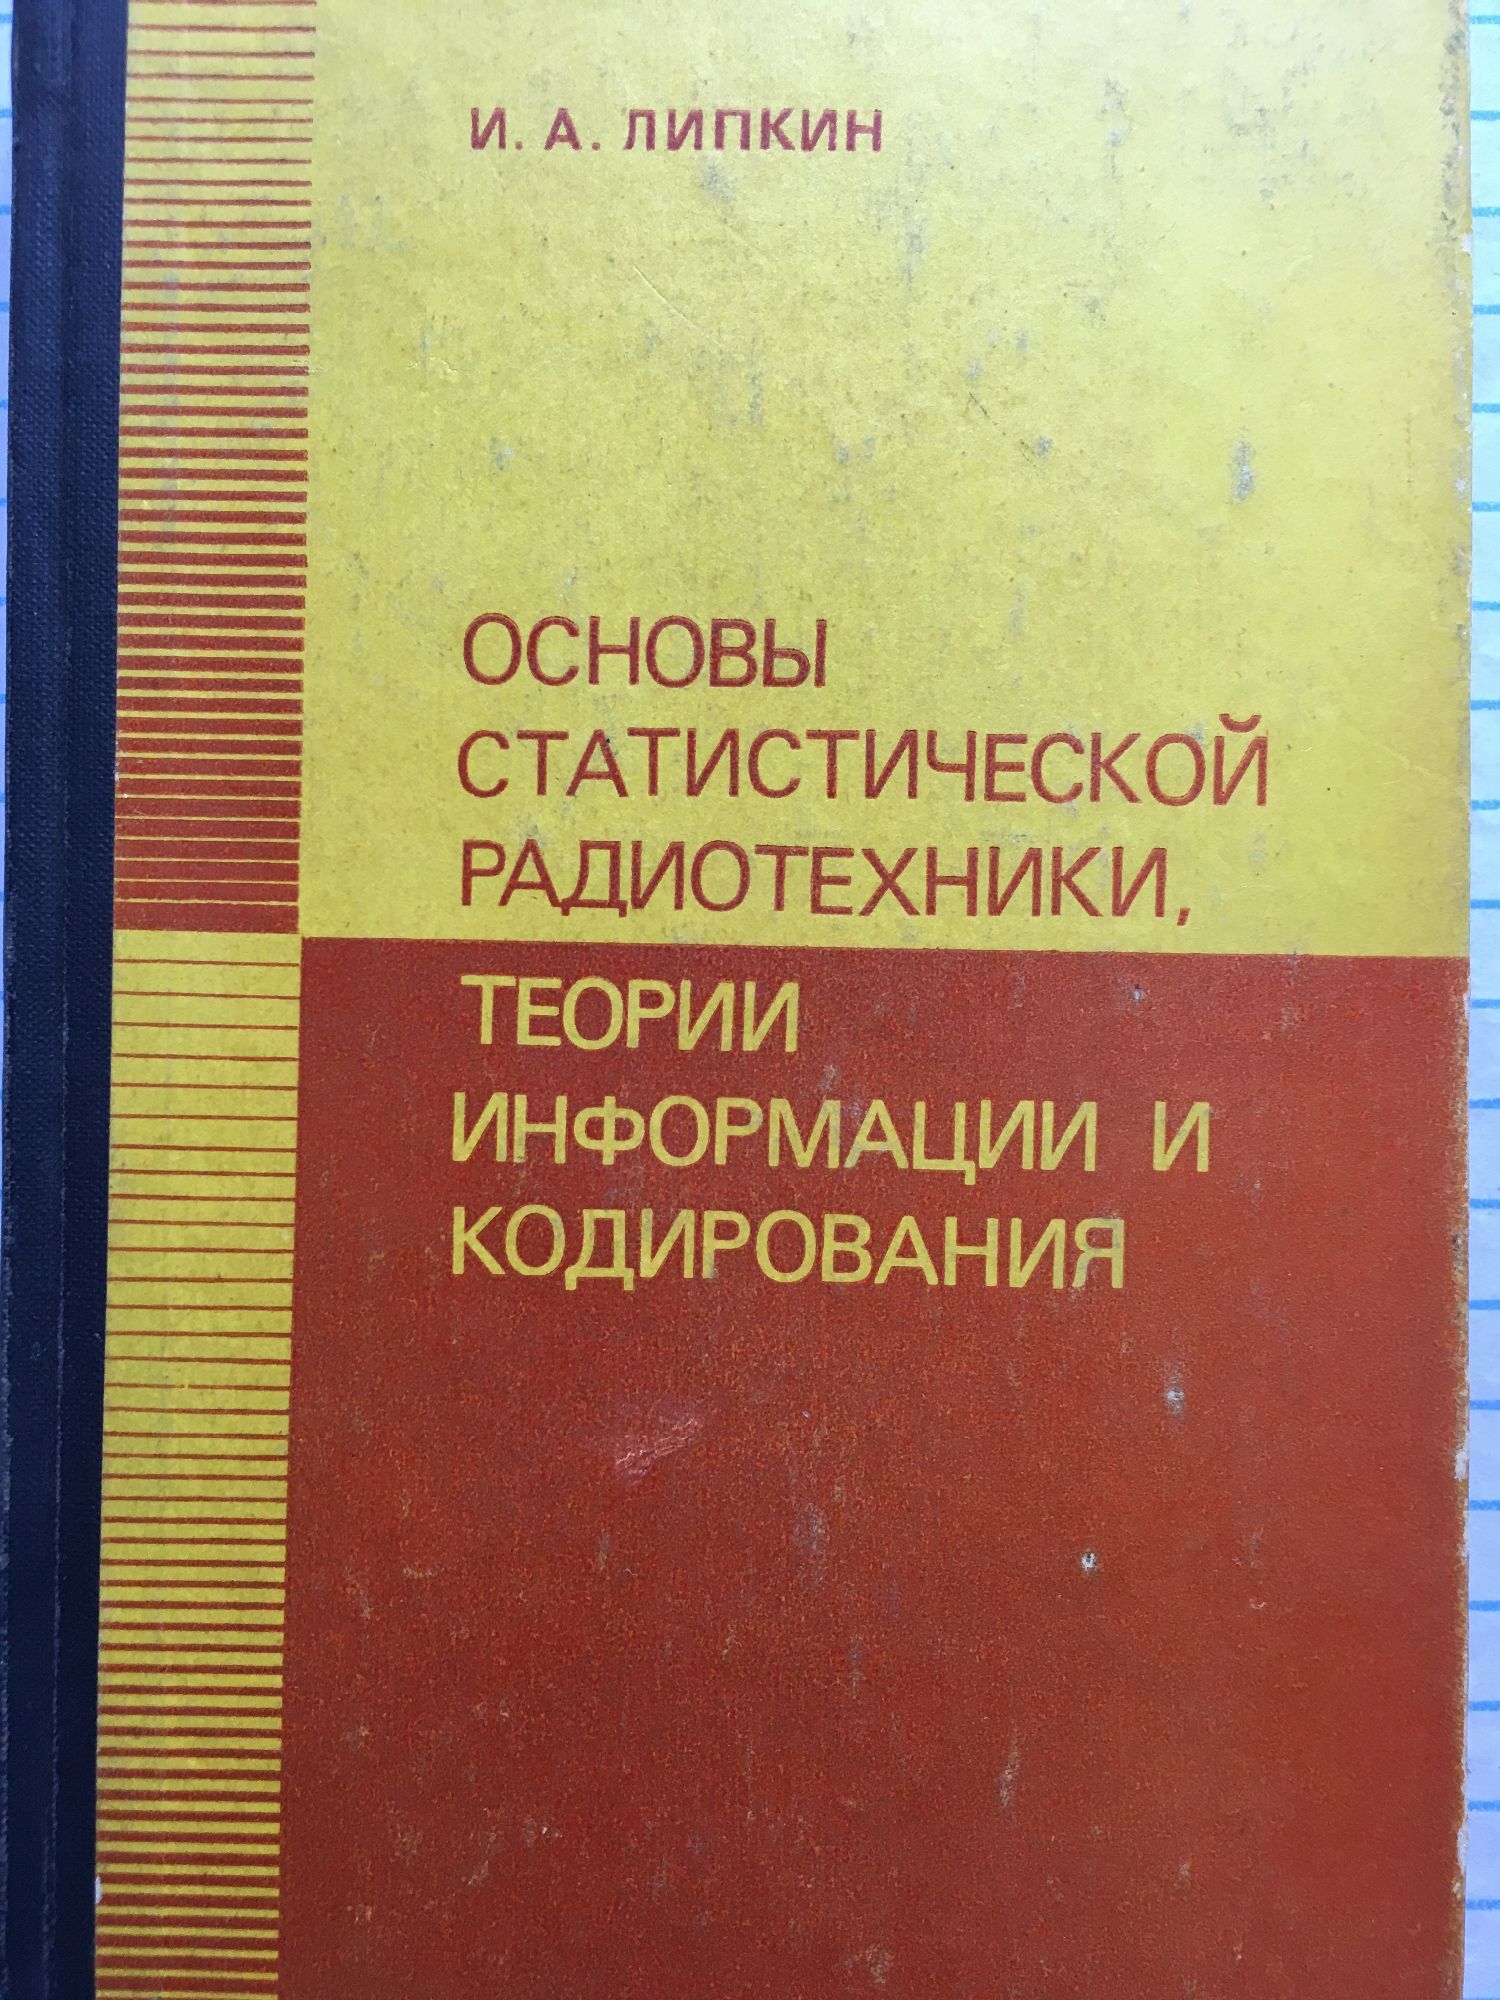 И. А. ЛИПКИН
ОСНОВЫ
СТАТИСТИЧЕСКОЙ
РАДИОТЕХНИКИ,
ТЕОРИИ
ИНФОРМАЦИИ И
КОДИРОВАНИЯ